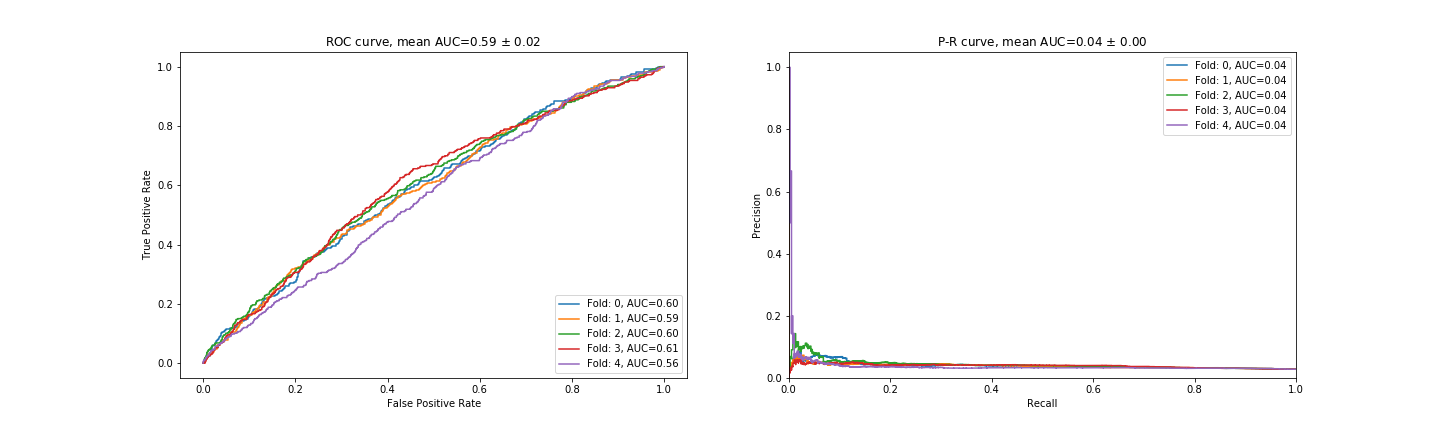 ROC curve, mean AUC=0.59 ± 0.02
1.0
0.8
0.6
0.4
0.2
0.0
True Positive Rate
0.0 0.2 0.4 0.6 0.8 1.0
False Positive Rate
Fold: 0, AUC=0.60
Fold: 1, AUC=0.59
Fold: 2, AUC=0.60
Fold: 3, AUC=0.61
Fold: 4, AUC=0.56
P-R curve, mean AUC=0.04 ± 0.00
Fold: 0, AUC=0.04
Fold: 1, AUC=0.04
Fold: 2, AUC=0.04
Fold: 3, AUC=0.04
Fold: 4, AUC=0.04
1.0
0.8
0.6
0.4
0.2
0.0
Precision
0.0 0.2 0.4 0.6 0.8 1.0
Recall